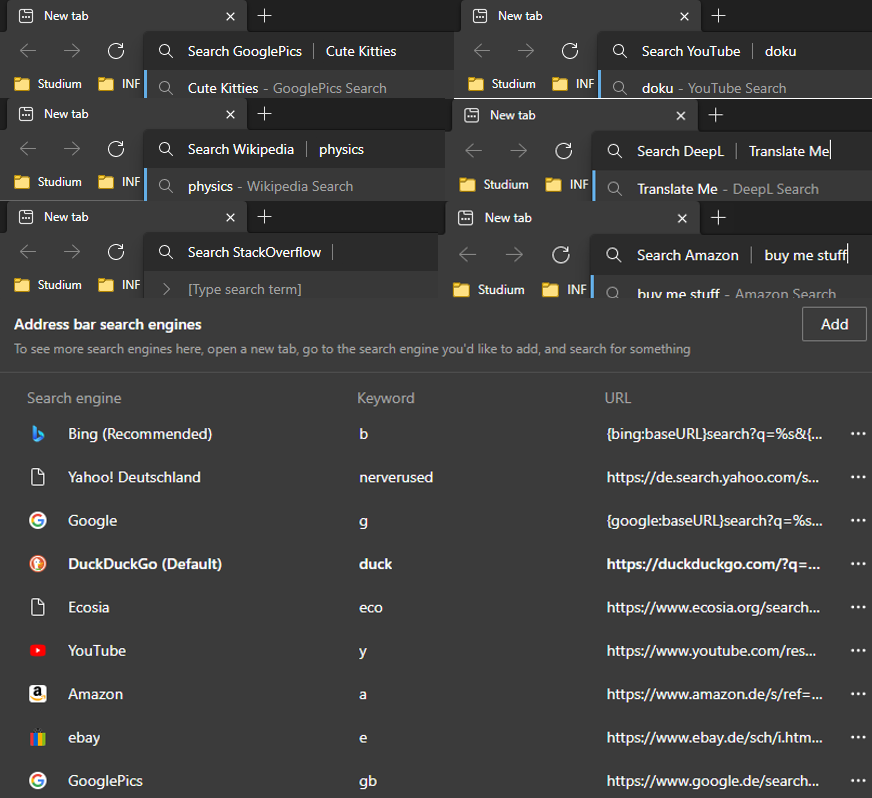 New tab
Search GooglePics | Cute Kitties
Studium INF Cute Kitties - GooglePics Search
New tab
Search YouTube | doku
Studium INF doku - YouTube Search
New tab
Search Wikipedia | physics
Studium INF physics - Wikipedia Search
New tab
Search DeepL | Translate Me
Studium INF Translate Me - DeepL Search
New tab
Search StackOverflow |
Studium INF [Type search term]
New tab
Search Amazon | buy me stuff
Studium INF buy me stuff - Amazon Search
Address bar search engines
Add
To see more search engines here, open a new tab, go to the search engine you'd like to add, and search for something
Search engine Keyword URL
Bing (Recommended) b {bing:baseURL}search?q=%s&{...
Yahoo! Deutschland nerverused https://de.search.yahoo.com/s...
Google g {google:baseURL}search?q=%s...
DuckDuckGo (Default) duck https://duckduckgo.com/?q=...
Ecosia eco https://www.ecosia.org/search...
YouTube y https://www.youtube.com/res...
Amazon a https://www.amazon.de/s/ref=...
ebay e https://www.ebay.de/sch/i.htm...
GooglePics gb https://www.google.de/search...